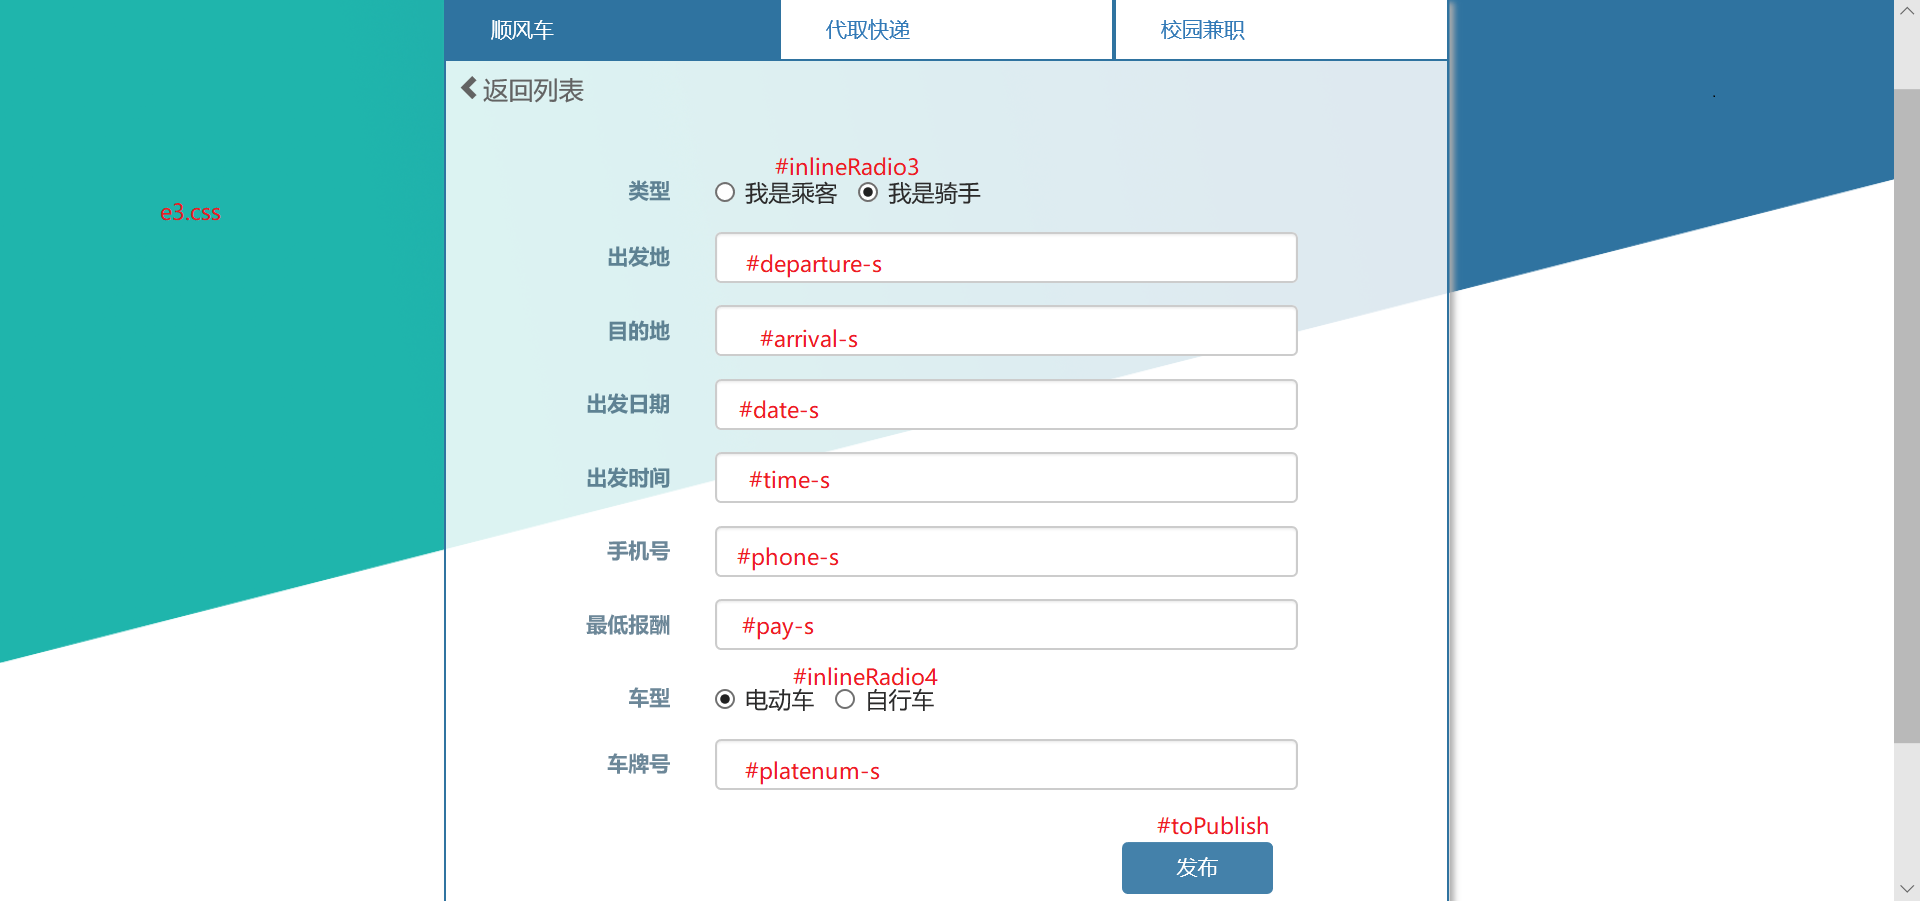 顺风车 代取快递 校园兼职
返回列表
#inlineRadio3
类型 我是乘客 我是骑手
e3.css
出发地 #departure-s
目的地 #arrival-s
出发日期 #date-s
出发时间 #time-s
手机号 #phone-s
最低报酬 #pay-s
#inlineRadio4
车型 电动车 自行车
车牌号 #platenum-s
#toPublish
发布